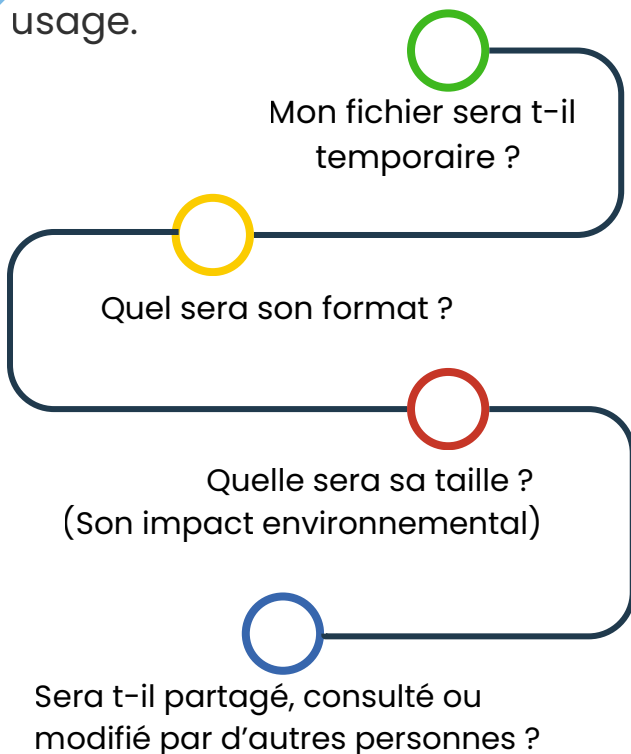 usage.
Mon fichier sera t-il
temporaire ?
Quel sera son format ?
Quelle sera sa taille ?
(Son impact environnemental)
Sera t-il partagé, consulté ou
modifié par d'autres personnes ?